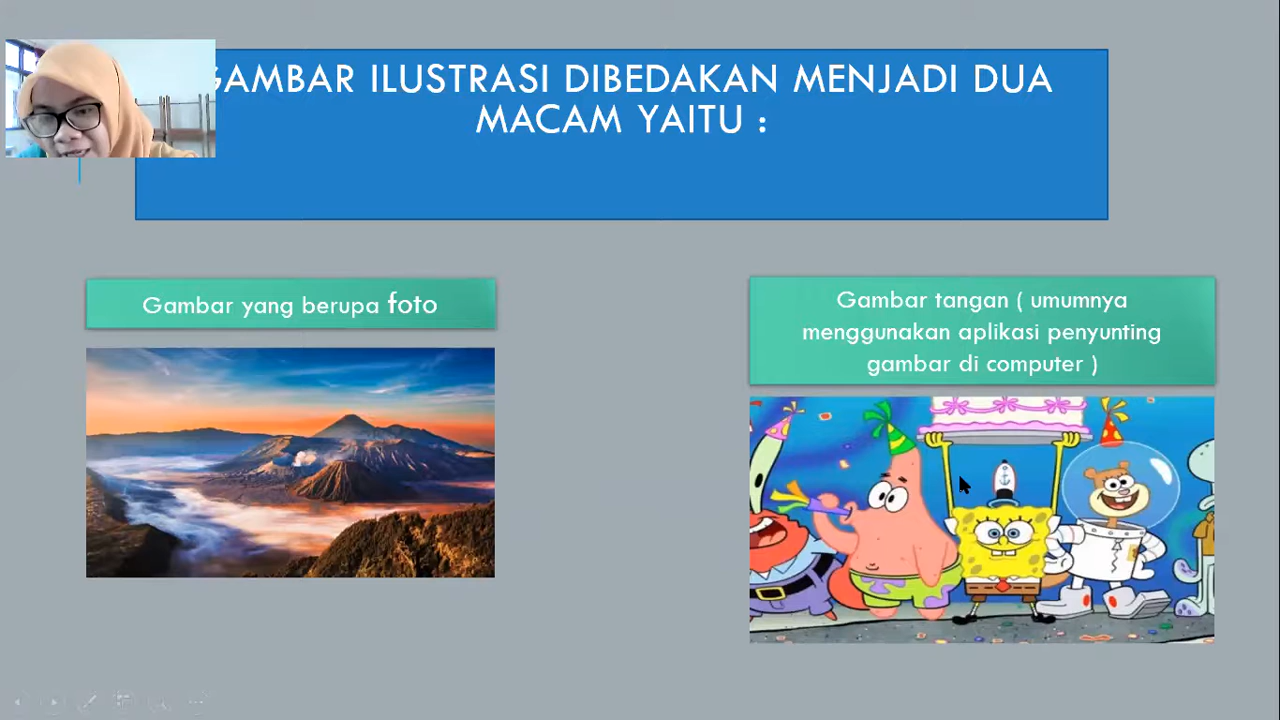 GAMBAR ILUSTRASI DIBEDAKAN MENJADI DUA
MACAM YAITU :
Gambar yang berupa foto
Gambar tangan ( umumnya
menggunakan aplikasi penyunting
gambar di computer )